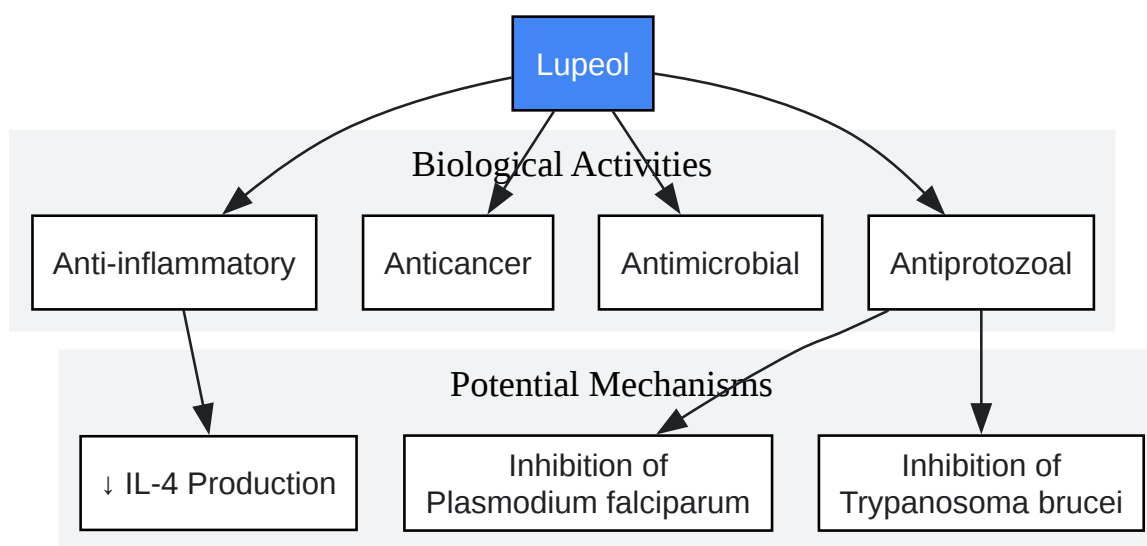 Lupeol
Biological Activities
Anti-inflammatory
Anticancer
Antimicrobial
Antiprotozoal
Potential Mechanisms
↓ IL-4 Production
Inhibition of
Plasmodium falciparum
Inhibition of
Trypanosoma brucei